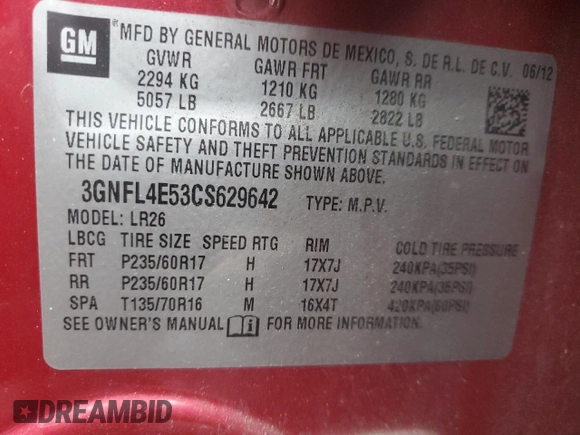 GM
*MFD BY GENERAL MOTORS DE MEXICO, S. DE R.L. DE C.V. 06/12
GVWR GAWR FRT GAWR RR
2294 KG 1210 KG 1280 KG
5057 LB 2667 LB 2822 LB
THIS VEHICLE CONFORMS TO ALL APPLICABLE U.S. FEDERAL MOTOR
VEHICLE SAFETY AND THEFT PREVENTION STANDARDS IN EFFECT ON
THE DATE OF MANUFACTURE SHOWN ABOVE.
3GNFL4E53CS629642 TYPE: M.P.V.
MODEL: LR26
LBCG TIRE SIZE SPEED RTG RIM COLD TIRE PRESSURE
FRT P235/60R17 H 17X7J 240KPA(35PSI)
RR P235/60R17 H 17X7J 240KPA(35PSI)
SPA T135/70R16 M 16X4T 420KPA(60PSI)
SEE OWNER'S MANUAL FOR MORE INFORMATION.
DREAMBID